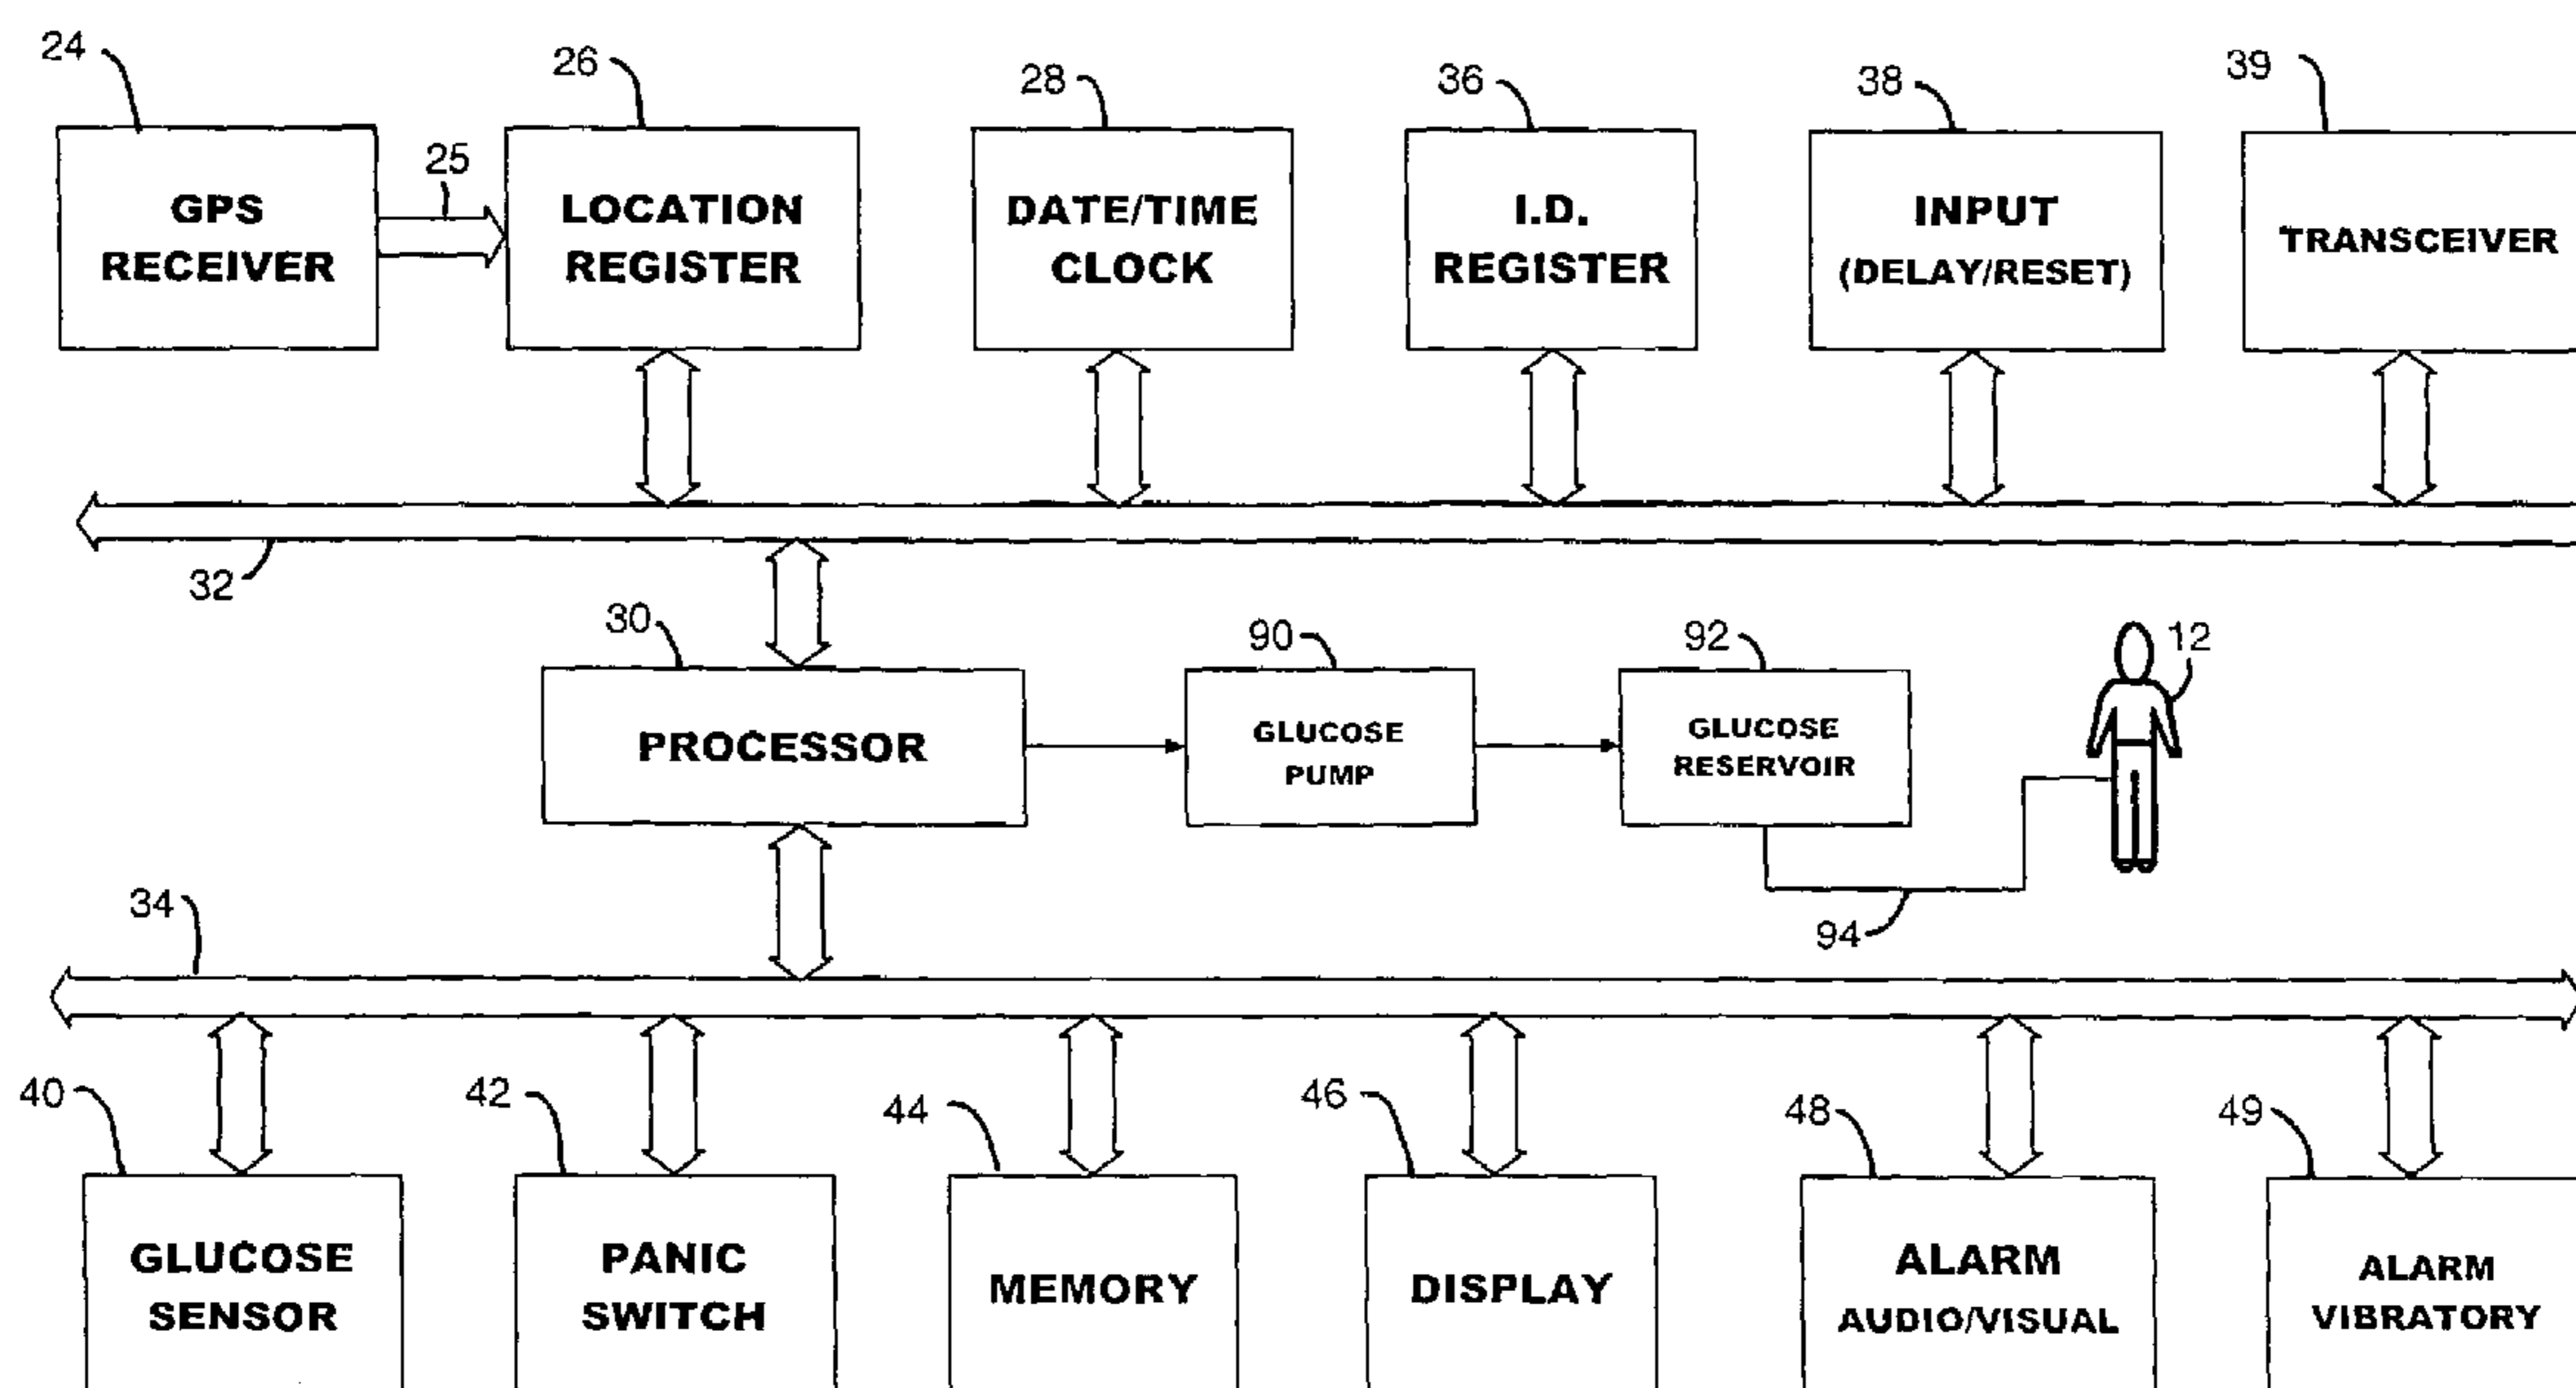 24
26
28
36
38
39
25
GPS
RECEIVER
LOCATION
REGISTER
DATE/TIME
CLOCK
I.D.
REGISTER
INPUT
(DELAY/RESET)
TRANSCEIVER
32
30
90
92
12
PROCESSOR
GLUCOSE
PUMP
GLUCOSE
RESERVOIR
94
34
40
42
44
46
48
49
GLUCOSE
SENSOR
PANIC
SWITCH
MEMORY
DISPLAY
ALARM
AUDIO/VISUAL
ALARM
VIBRATORY